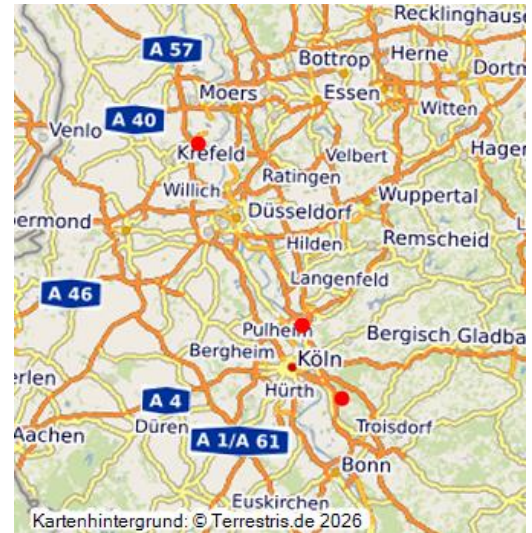 Recklinghause
A 57
Bottrop
Herne
Dortm
Moers
Essen
A 40
Witten
Venlo
Krefeld
Velbert
Hager
Ratingen
Willich
Wuppertal
ermond
Düsseldorf
Hilden
Remscheid
Langenfeld
A 46
Pulheim
Bergisch Gladba
Bergheim
Köln
erlen
Hürth
A 4
Troisdorf
Aachen
Düren
A 1/A 61
Bonn
Euskirchen
Kartenhintergrund: © Terrestris.de 2026